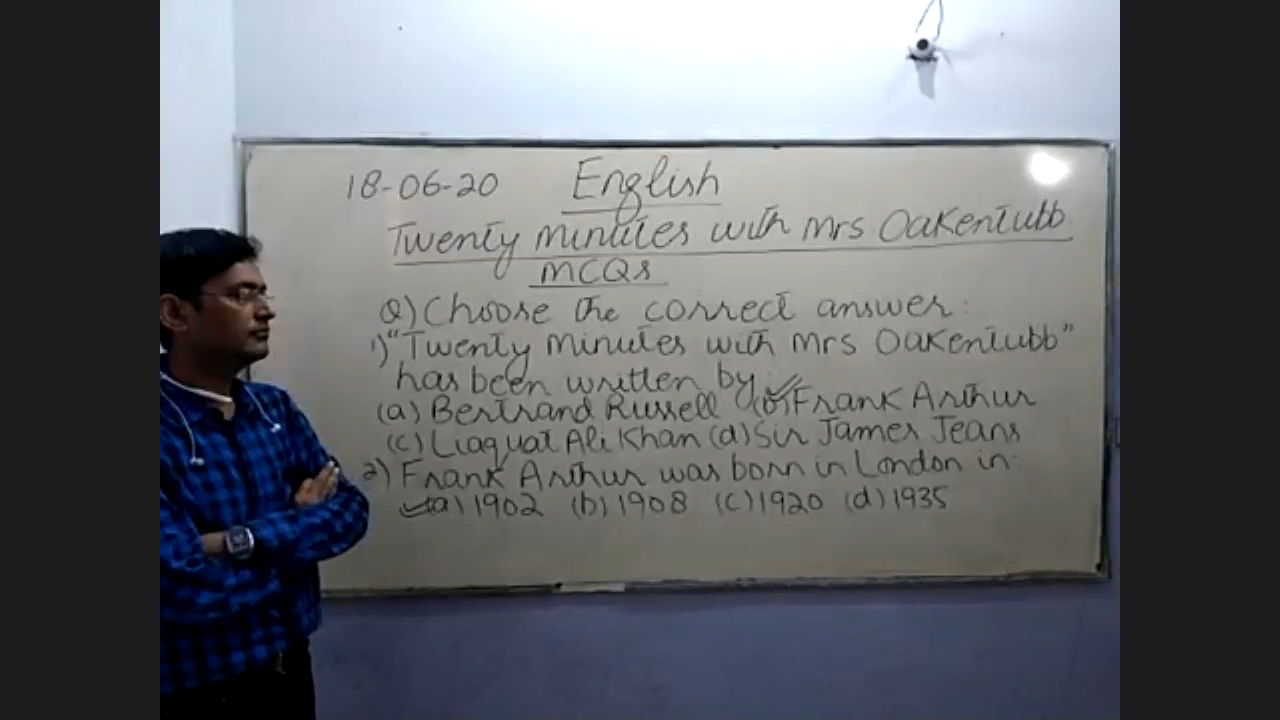 18-06-20 English
Twenty minutes with Mrs Oakentubb
MCQs
Q) Choose the correct answer:
1) "Twenty Minutes with Mrs Oakentubb"
has been written by:
(a) Bertrand Russell (b) Frank Arthur
(c) Liaquat Ali Khan (d) Sir James Jeans
2) Frank Arthur was born in London in:
(a) 1902 (b) 1908 (c) 1920 (d) 1935